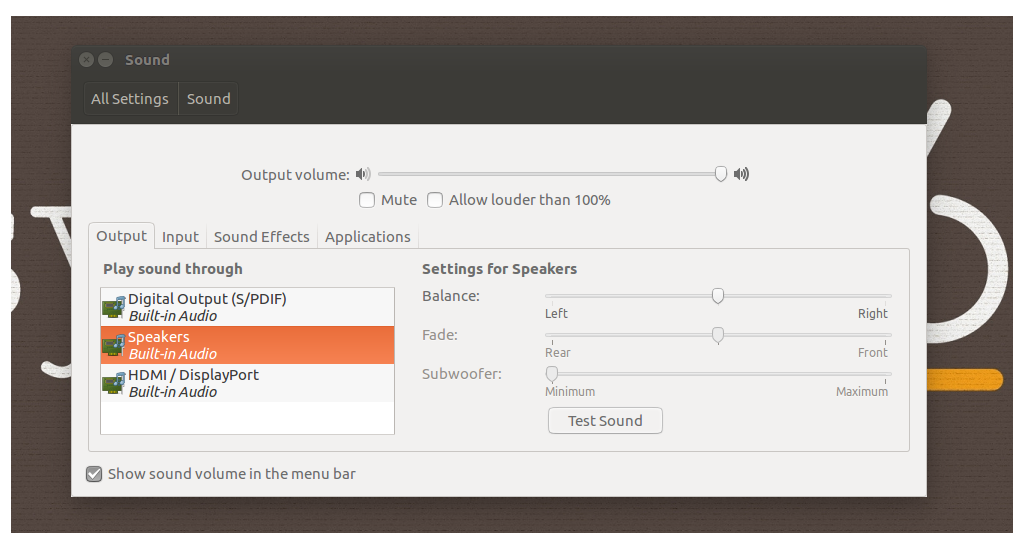 Sound
All Settings Sound
Output volume:
Mute Allow louder than 100%
Output Input Sound Effects Applications
Play sound through
Digital Output (S/PDIF)
Built-in Audio
Speakers
Built-in Audio
HDMI / DisplayPort
Built-in Audio
Settings for Speakers
Balance:
Left Right
Fade:
Rear Front
Subwoofer:
Minimum Maximum
Test Sound
Show sound volume in the menu bar